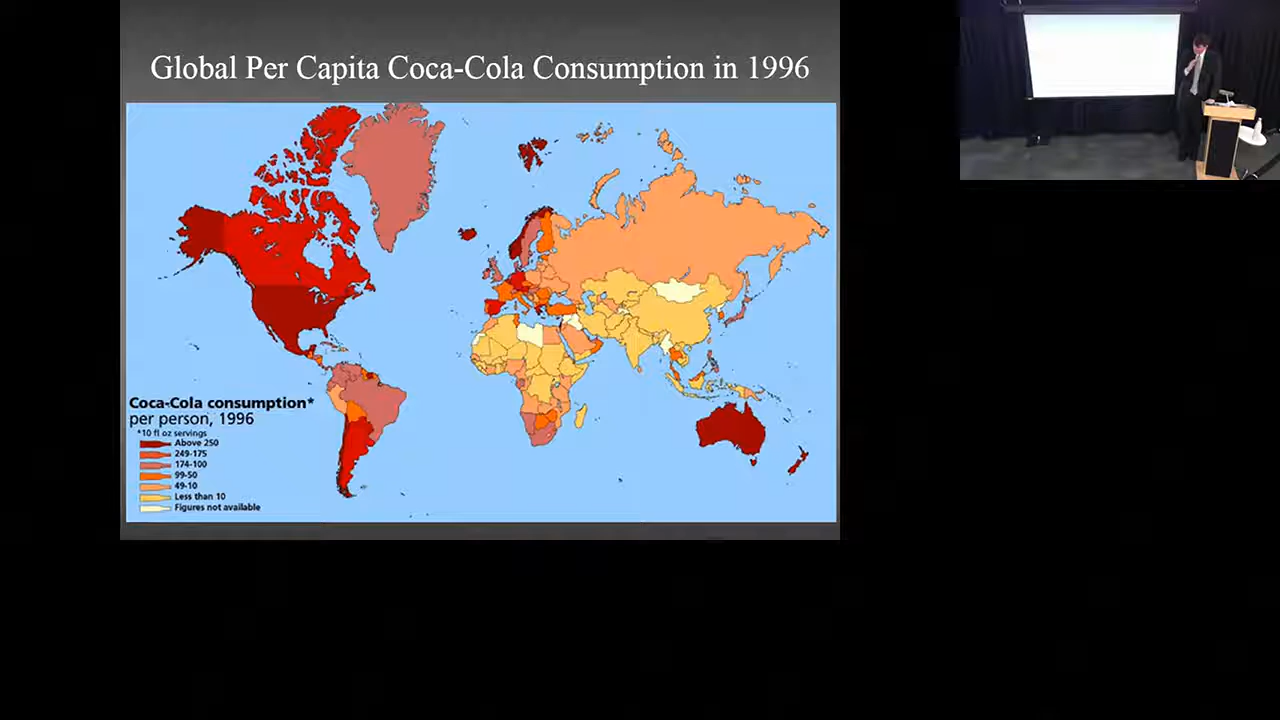 Global Per Capita Coca-Cola Consumption in 1996
Coca-Cola consumption*
per person, 1996
*10 fl oz servings
Above 250
249-175
174-100
99-50
49-10
Less than 10
Figures not available